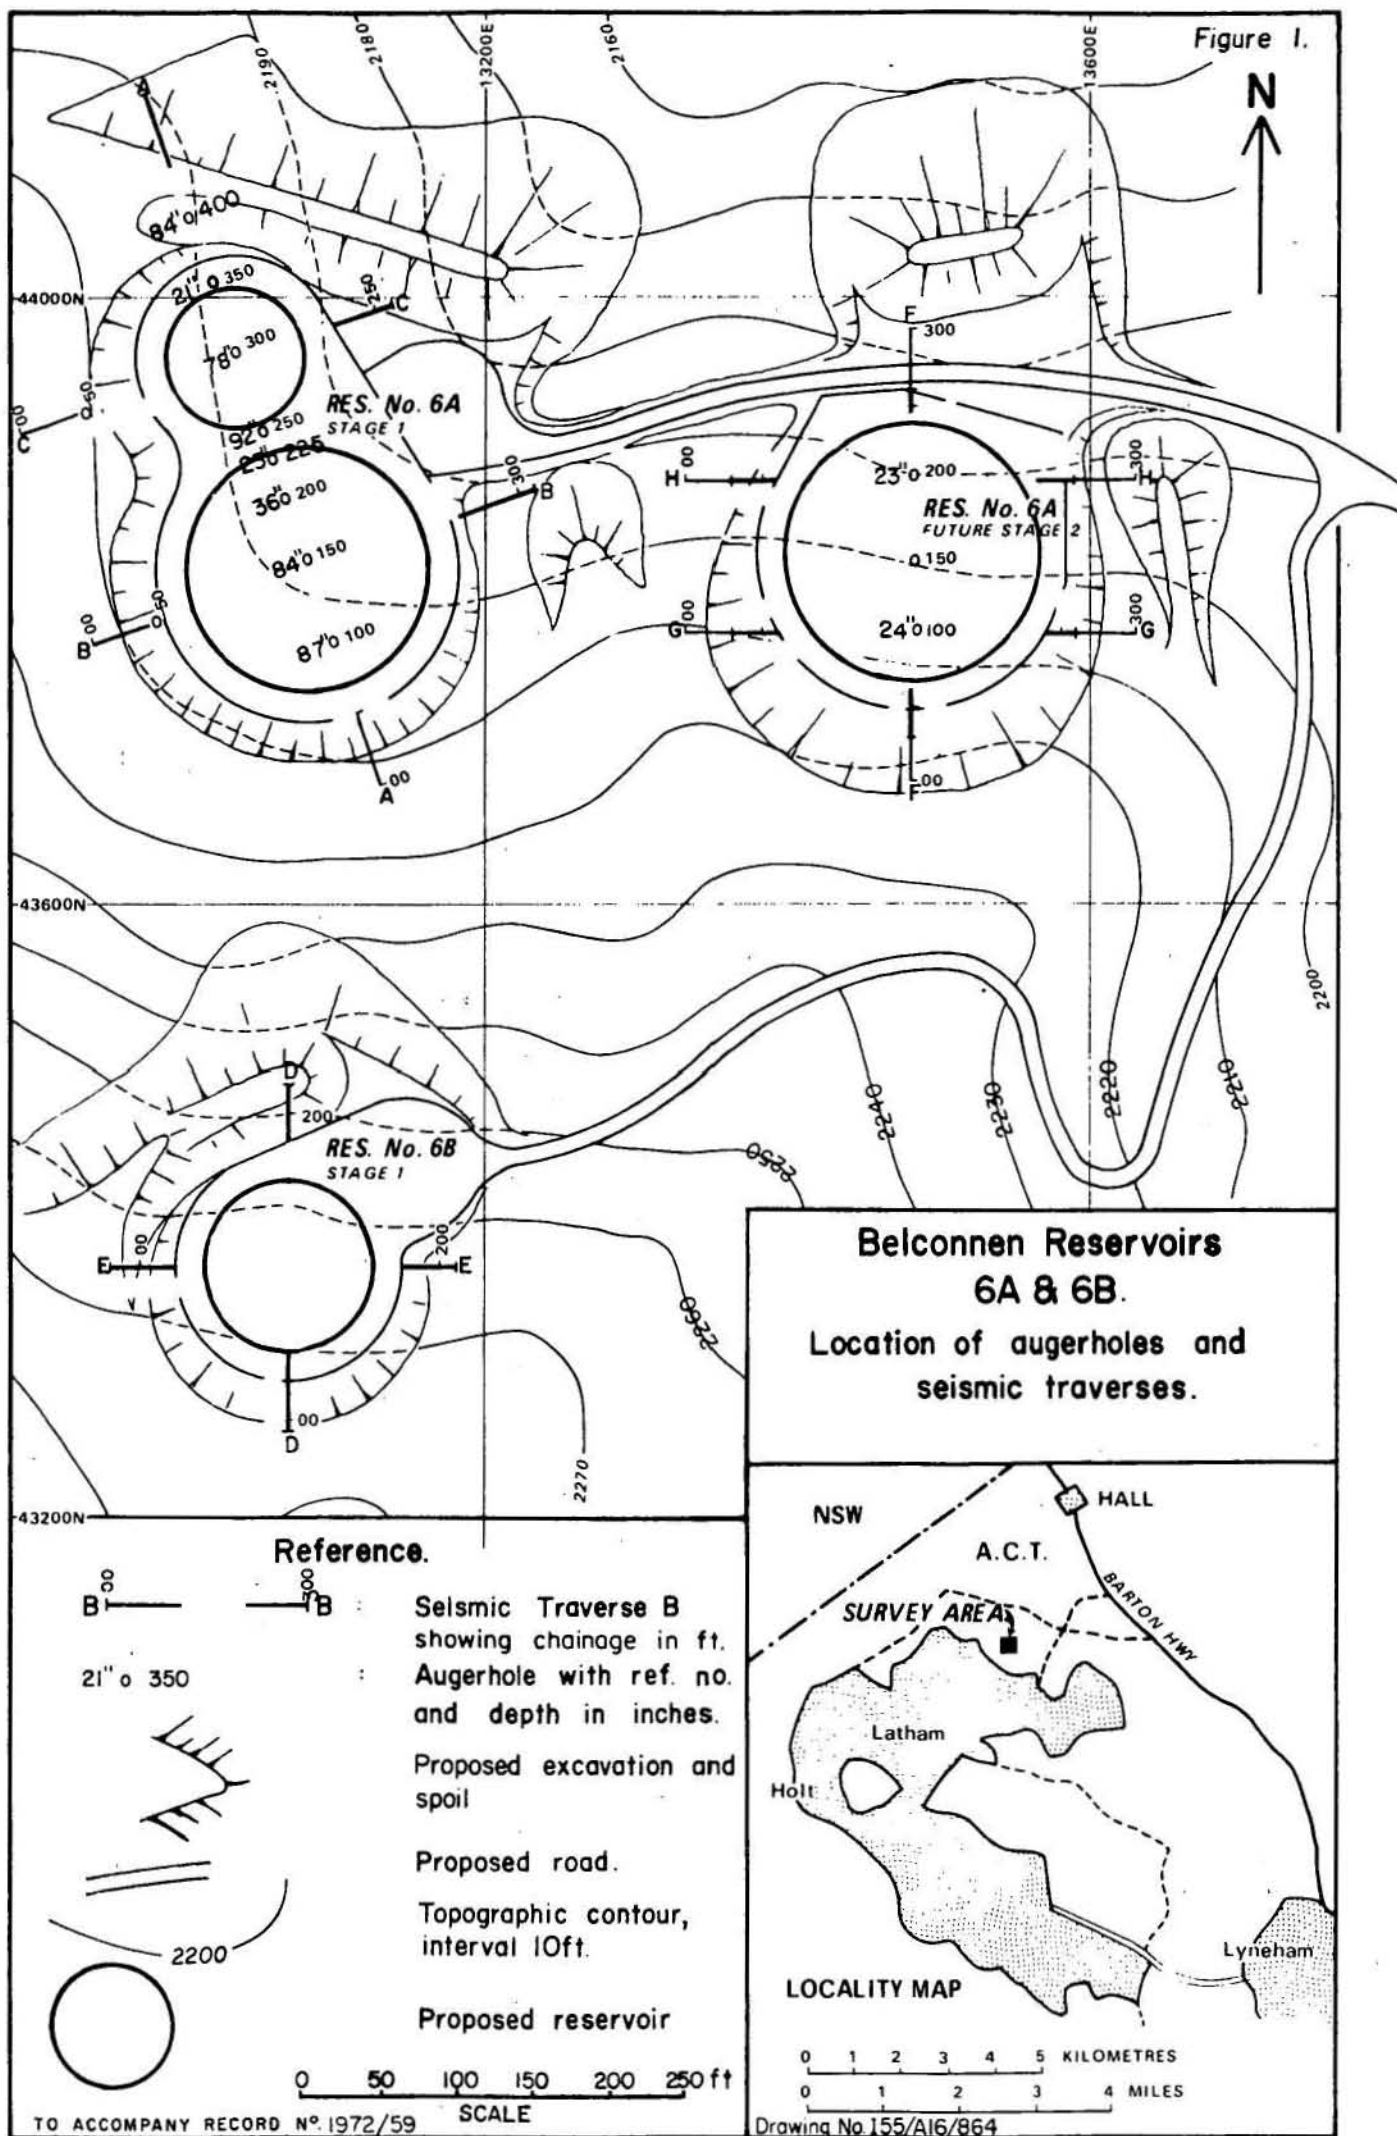 Figure 1.
N
2190
2180
13200E
2160
13600E
A
84" o 400
21" o 350
44000N
250
C
78" o 300
F
300
50
00
C
92" o 250
RES. No. 6A
STAGE 1
23" o 225
36" o 200
300
B
H
00
23" o 200
300
H
RES. No. 6A
FUTURE STAGE 2
84" o 150
o 150
50
00
B
87" o 100
00
G
24" o 100
300
G
00
A
00
F
43600N
2200
D
200
2240
2230
2220
2210
RES. No. 6B
STAGE 1
2250
00
E
200
E
2260
00
D
2270
43200N
Belconnen Reservoirs
6A & 6B.
Location of augerholes and
seismic traverses.
Reference.
00
300
B B :
Seismic Traverse B
showing chainage in ft.
21" o 350 :
Augerhole with ref. no.
and depth in inches.
Proposed excavation and
spoil
Proposed road.
Topographic contour,
interval 10ft.
2200
Proposed reservoir
0 50 100 150 200 250 ft
SCALE
TO ACCOMPANY RECORD Nº. 1972/59
NSW
HALL
A.C.T.
BARTON HWY
SURVEY AREA
Latham
Holt
Lyneham
LOCALITY MAP
0 1 2 3 4 5 KILOMETRES
0 1 2 3 4 MILES
Drawing No. 155/A16/864